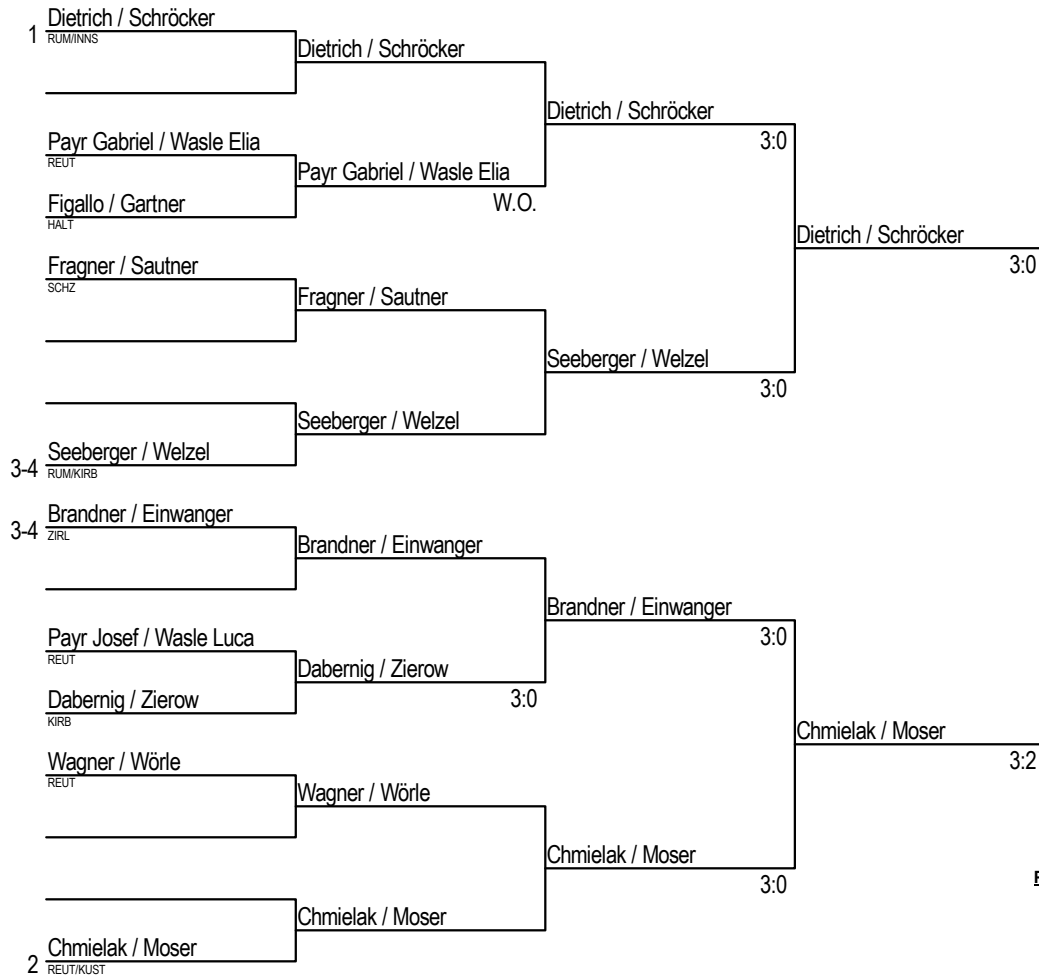 1 Dietrich / Schröcker
RUM/INNS
Dietrich / Schröcker
Dietrich / Schröcker
3:0
Payr Gabriel / Wasle Elia
REUT
Payr Gabriel / Wasle Elia
W.O.
Figallo / Gartner
HALT
Dietrich / Schröcker
3:0
Fragner / Sautner
SCHZ
Fragner / Sautner
Seeberger / Welzel
3:0
Seeberger / Welzel
3-4 Seeberger / Welzel
RUM/KIRB
3-4 Brandner / Einwanger
ZIRL
Brandner / Einwanger
Brandner / Einwanger
3:0
Payr Josef / Wasle Luca
REUT
Dabernig / Zierow
3:0
Dabernig / Zierow
KIRB
Chmielak / Moser
3:2
Wagner / Wörle
REUT
Wagner / Wörle
Chmielak / Moser
3:0
Chmielak / Moser
2 Chmielak / Moser
REUT/KUST